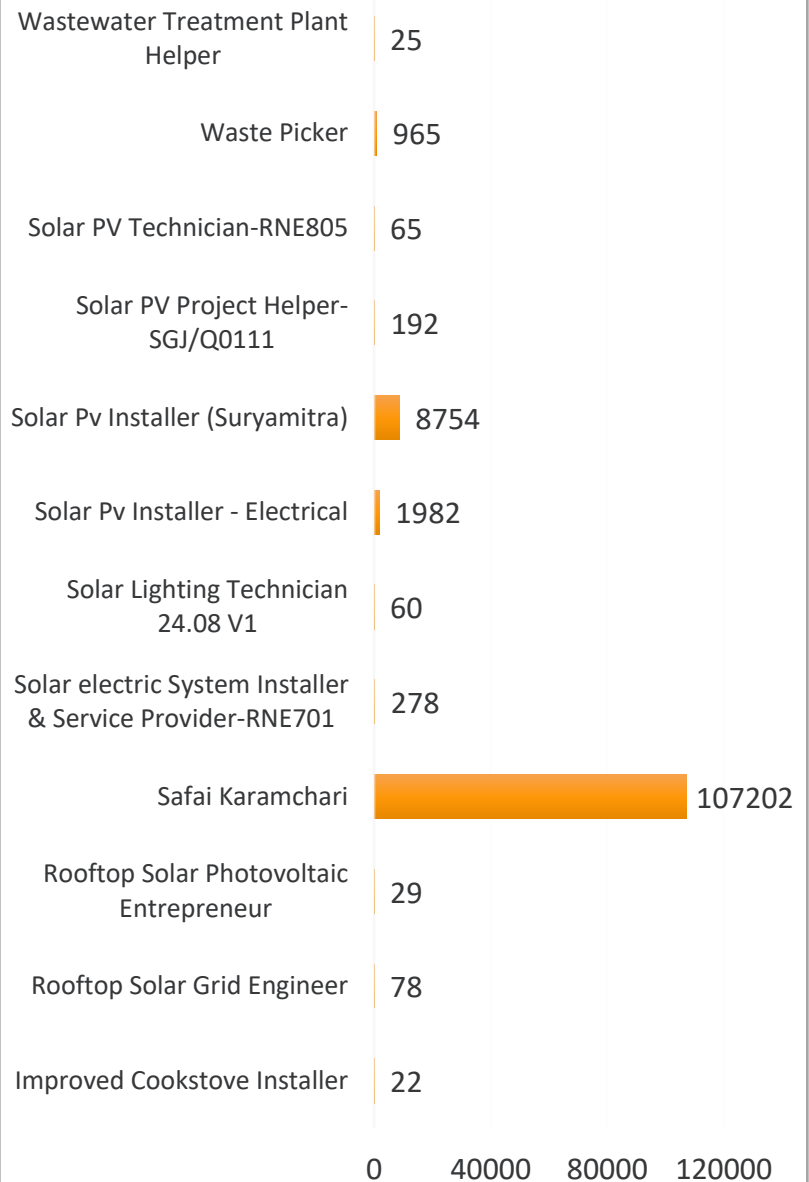 Wastewater Treatment Plant
Helper
25
Waste Picker
965
Solar PV Technician-RNE805
65
Solar PV Project Helper-
SGJ/Q0111
192
Solar Pv Installer (Suryamitra)
8754
Solar Pv Installer - Electrical
1982
Solar Lighting Technician
24.08 V1
60
Solar electric System Installer
& Service Provider-RNE701
278
Safai Karamchari
107202
Rooftop Solar Photovoltaic
Entrepreneur
29
Rooftop Solar Grid Engineer
78
Improved Cookstove Installer
22
0 40000 80000 120000